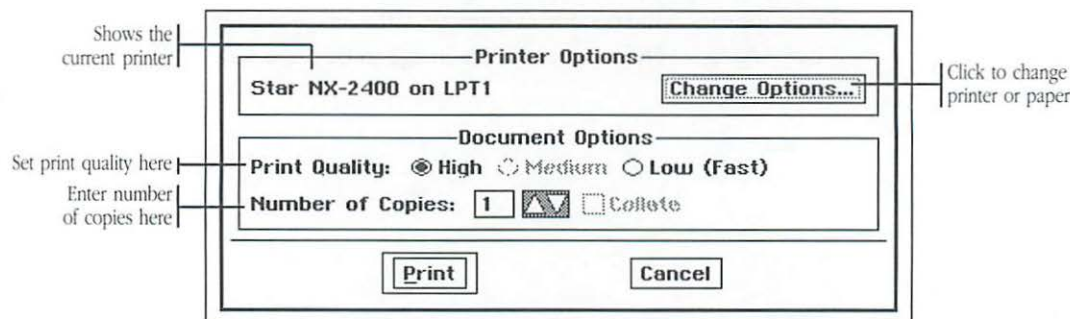 Shows the
current printer
Printer Options
Star NX-2400 on LPT1
Change Options...
Click to change
printer or paper
Document Options
Set print quality here
Print Quality: High Medium Low (Fast)
Enter number
of copies here
Number of Copies: 1 Collate
Print
Cancel